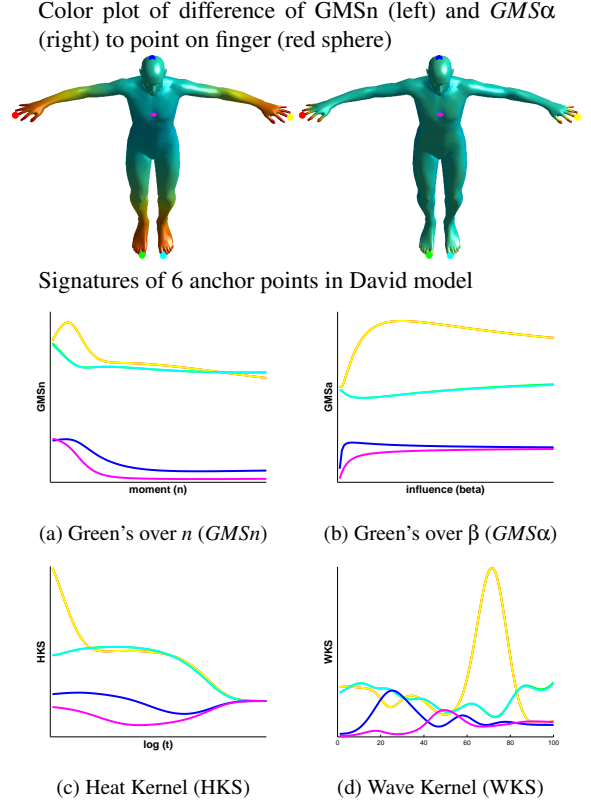 Color plot of difference of GMSn (left) and GMSα
(right) to point on finger (red sphere)
Signatures of 6 anchor points in David model
GMSn
moment (n)
GMSa
influence (beta)
(a) Green's over n (GMSn)
(b) Green's over β (GMSα)
HKS
log (t)
WKS
0 20 40 60 80 100
(c) Heat Kernel (HKS)
(d) Wave Kernel (WKS)